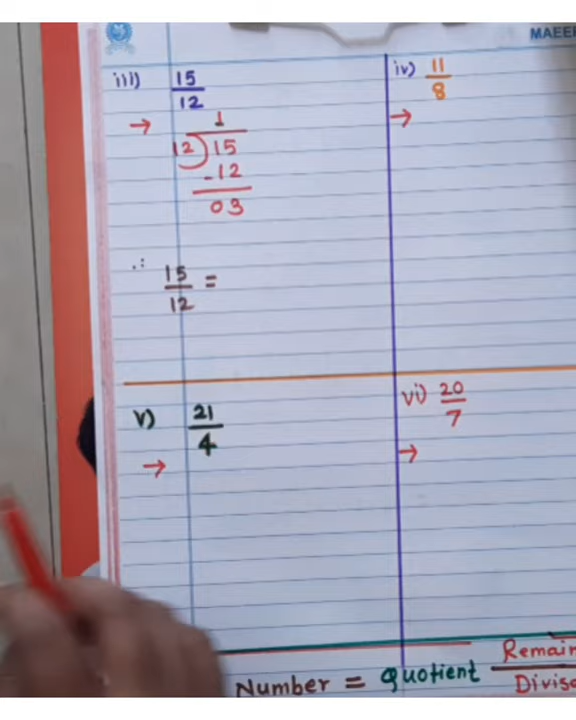 MAEER
iii) 15/12
→ 1
12)15
-12
03
∴ 15/12 =
iv) 11/8
→
v) 21/4
→
vi) 20/7
→
Number = quotient Remain/Diviso